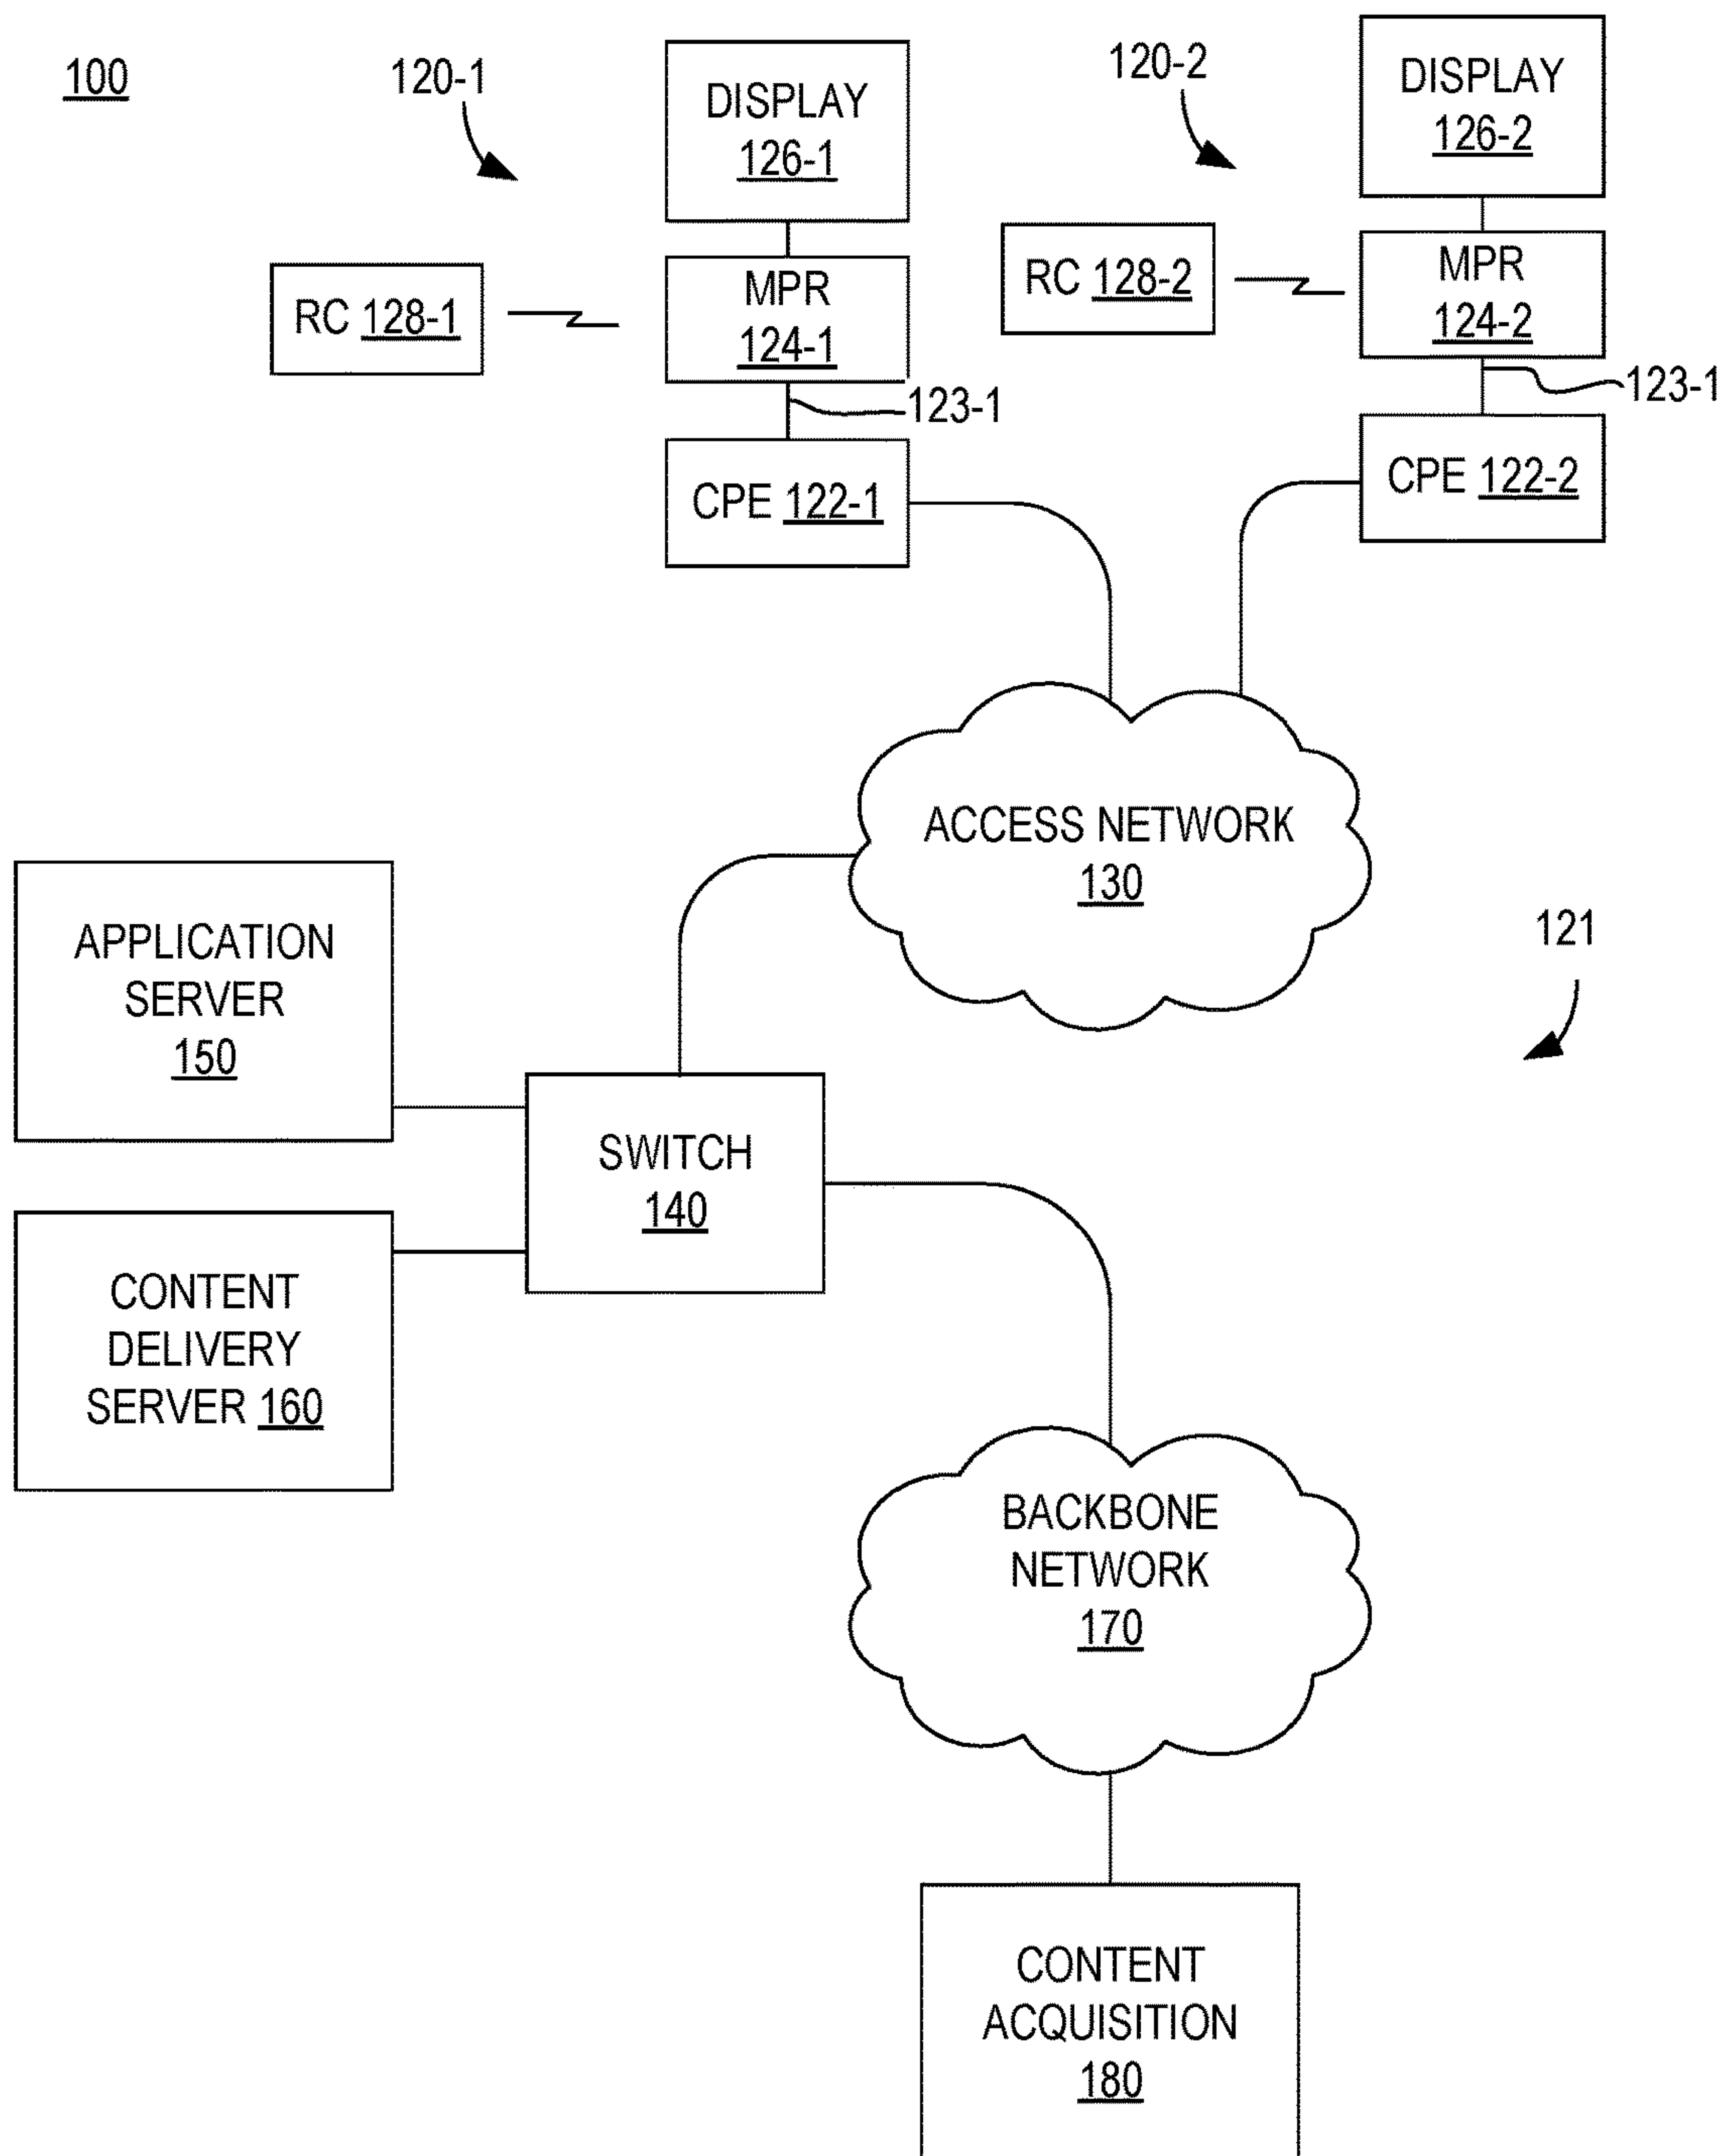 100
120-1
DISPLAY
126-1
120-2
DISPLAY
126-2
RC 128-1
MPR
124-1
RC 128-2
MPR
124-2
123-1
123-1
CPE 122-1
CPE 122-2
ACCESS NETWORK
130
121
APPLICATION
SERVER
150
SWITCH
140
CONTENT
DELIVERY
SERVER 160
BACKBONE
NETWORK
170
CONTENT
ACQUISITION
180